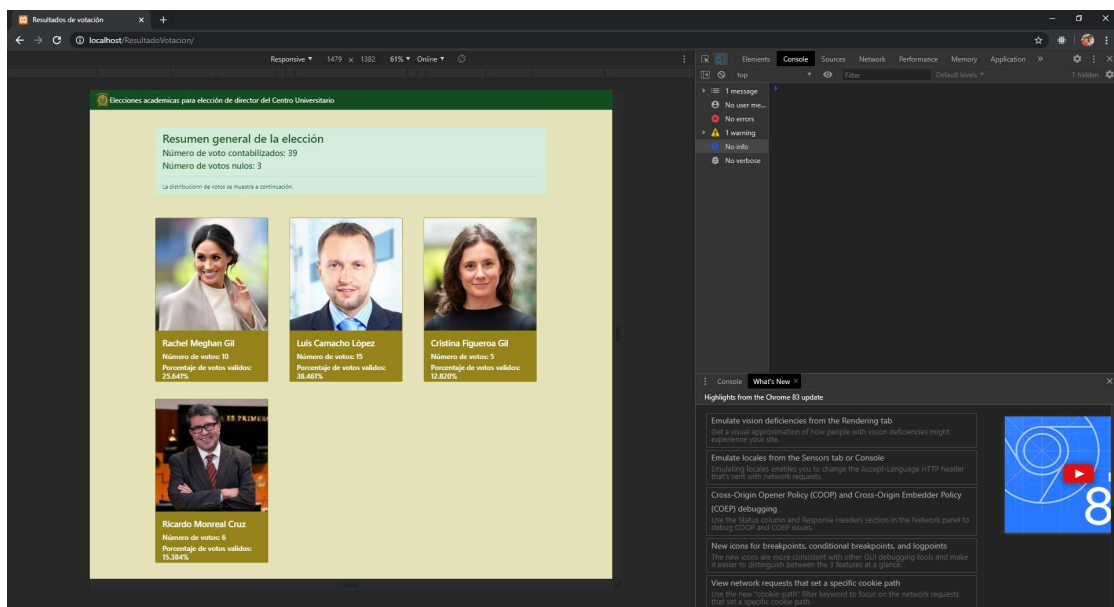 Resultados de votación
localhost/ResultadoVotacion/
Responsive 1479 x 1382 61% Online
Elements Console Sources Network Performance Memory Application
top Filter Default levels 1 hidden
1 message
No user me...
No errors
1 warning
No info
No verbose
Elecciones academicas para elección de director del Centro Universitario
Resumen general de la elección
Número de voto contabilizados: 39
Número de votos nulos: 3
La distribucionn de votos se muestra a continuación.
Rachel Meghan Gil
Número de votos: 10
Porcentaje de votos validos:
25.641%
Luis Camacho López
Número de votos: 15
Porcentaje de votos validos:
38.461%
Cristina Figueroa Gil
Número de votos: 5
Porcentaje de votos validos:
12.820%
ES PRIMER
Ricardo Monreal Cruz
Número de votos: 6
Porcentaje de votos validos:
15.384%
Console What's New
Highlights from the Chrome 83 update
Emulate vision deficiencies from the Rendering tab
Get a visual approximation of how people with vision deficiencies might
experience your site.
Emulate locales from the Sensors tab or Console
Emulating locales enables you to change the Accept-Language HTTP header
that's sent with network requests.
Cross-Origin Opener Policy (COOP) and Cross-Origin Embedder Policy
(COEP) debugging
Use the Status column and Response Headers section in the Network panel to
debug COOP and COEP issues.
New icons for breakpoints, conditional breakpoints, and logpoints
The new icons are more consistent with other GUI debugging tools and make
it easier to distinguish between the 3 features at a glance.
View network requests that set a specific cookie path
Use the new "cookie-path" filter keyword to focus on the network requests
that set a specific cookie path.
8